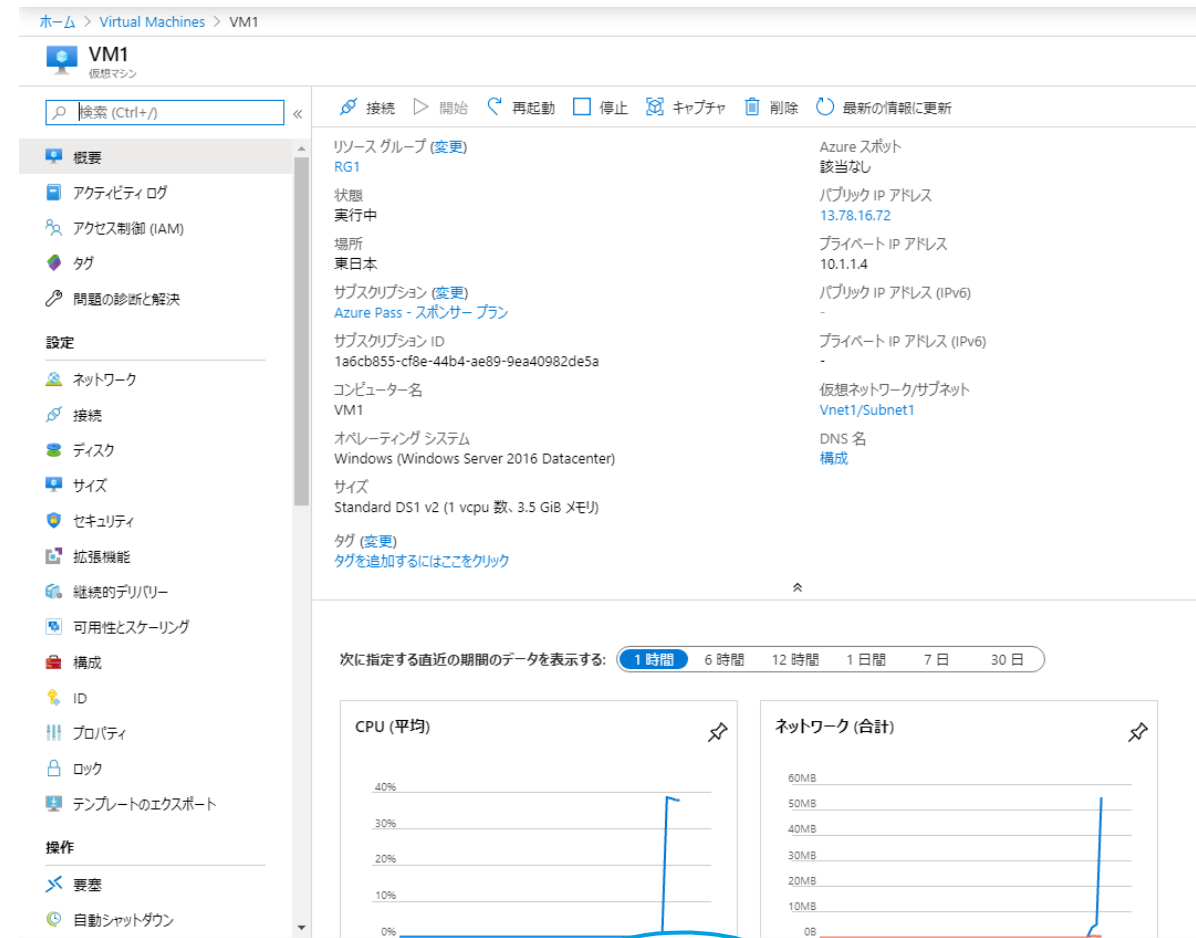 ホーム > Virtual Machines > VM1
VM1
仮想マシン
検索 (Ctrl+/)
«
接続 開始 再起動 停止 キャプチャ 削除 最新の情報に更新
概要
アクティビティ ログ
アクセス制御 (IAM)
タグ
問題の診断と解決
設定
ネットワーク
接続
ディスク
サイズ
セキュリティ
拡張機能
継続的デリバリー
可用性とスケーリング
構成
ID
プロパティ
ロック
テンプレートのエクスポート
操作
要塞
自動シャットダウン
リソース グループ (変更)
RG1
状態
実行中
場所
東日本
サブスクリプション (変更)
Azure Pass - スポンサー プラン
サブスクリプション ID
1a6cb855-cf8e-44b4-ae89-9ea40982de5a
コンピューター名
VM1
オペレーティング システム
Windows (Windows Server 2016 Datacenter)
サイズ
Standard DS1 v2 (1 vcpu 数、3.5 GiB メモリ)
タグ (変更)
タグを追加するにはここをクリック
Azure スポット
該当なし
パブリック IP アドレス
13.78.16.72
プライベート IP アドレス
10.1.1.4
パブリック IP アドレス (IPv6)
-
プライベート IP アドレス (IPv6)
-
仮想ネットワーク/サブネット
Vnet1/Subnet1
DNS 名
構成
次に指定する直近の期間のデータを表示する: 1 時間 6 時間 12 時間 1 日間 7 日 30 日
CPU (平均)
40%
30%
20%
10%
0%
ネットワーク (合計)
60MB
50MB
40MB
30MB
20MB
10MB
0B